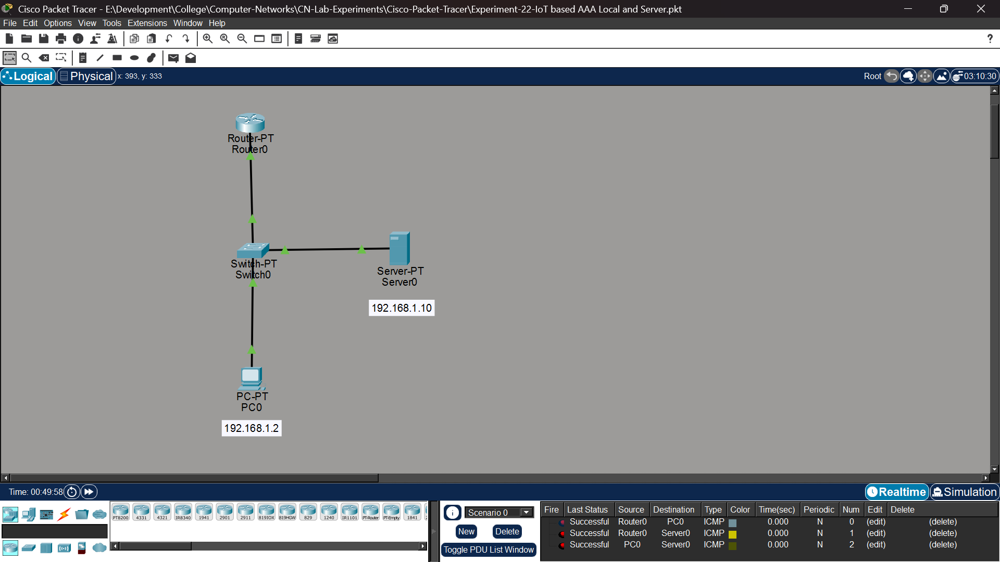 Cisco Packet Tracer - E:\Development\College\Computer-Networks\CN-Lab-Experiments\Cisco-Packet-Tracer\Experiment-22-IoT based AAA Local and Server.pkt
File Edit Options View Tools Extensions Window Help
?
Logical Physical x: 393, y: 333 Root 03:10:30
Router-PT
Router0
Switch-PT
Switch0
Server-PT
Server0
192.168.1.10
PC-PT
PC0
192.168.1.2
Time: 00:49:58 Realtime Simulation
PT8200 4331 4321 IR8340 1941 2901 2911 819IOX 819HGW 829 1240 IR1101 PT-Router PT-Empty 1841
Scenario 0
New Delete
Toggle PDU List Window
Fire Last Status Source Destination Type Color Time(sec) Periodic Num Edit Delete
Successful Router0 PC0 ICMP 0.000 N 0 (edit) (delete)
Successful Router0 Server0 ICMP 0.000 N 1 (edit) (delete)
Successful PC0 Server0 ICMP 0.000 N 2 (edit) (delete)